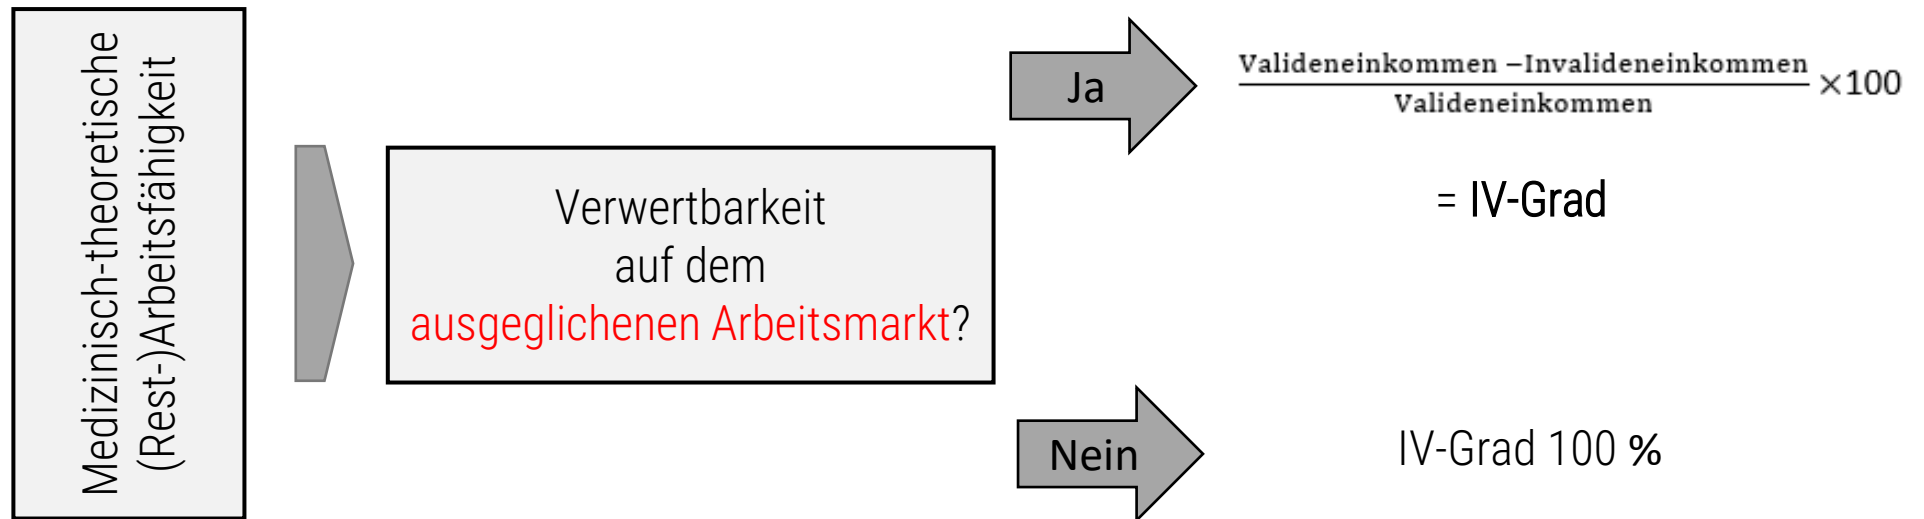 Medizinisch-theoretische
(Rest-)Arbeitsfähigkeit
Verwertbarkeit
auf dem
ausgeglichenen Arbeitsmarkt?
Ja
Valideneinkommen –Invalideneinkommen
Valideneinkommen
×100
= IV-Grad
Nein
IV-Grad 100 %